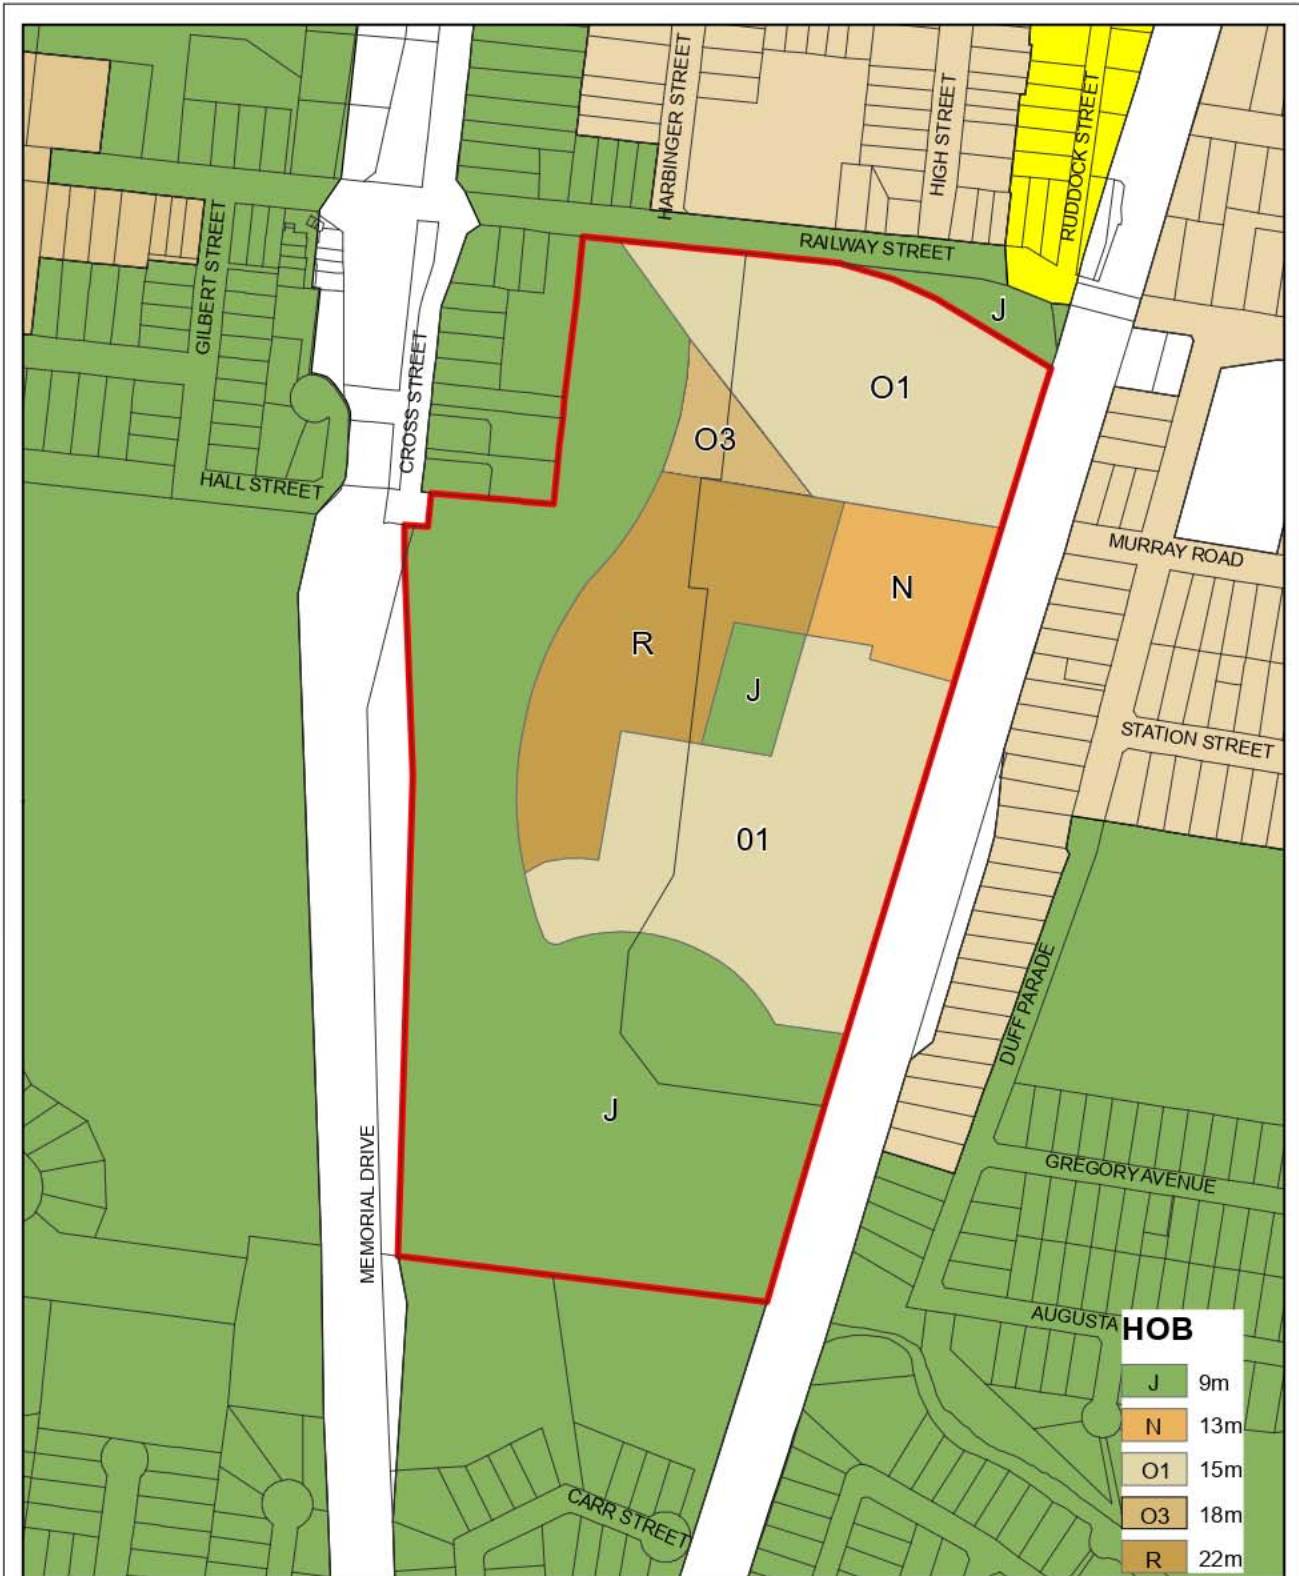 HARBINGER STREET
HIGH STREET
RUDDOCK STREET
RAILWAY STREET
GILBERT STREET
J
CROSS STREET
O1
O3
HALL STREET
MURRAY ROAD
N
R
J
STATION STREET
01
DUFF PARADE
J
MEMORIAL DRIVE
GREGORY AVENUE
AUGUSTA
HOB
J 9m
N 13m
O1 15m
O3 18m
R 22m
CARR STREET